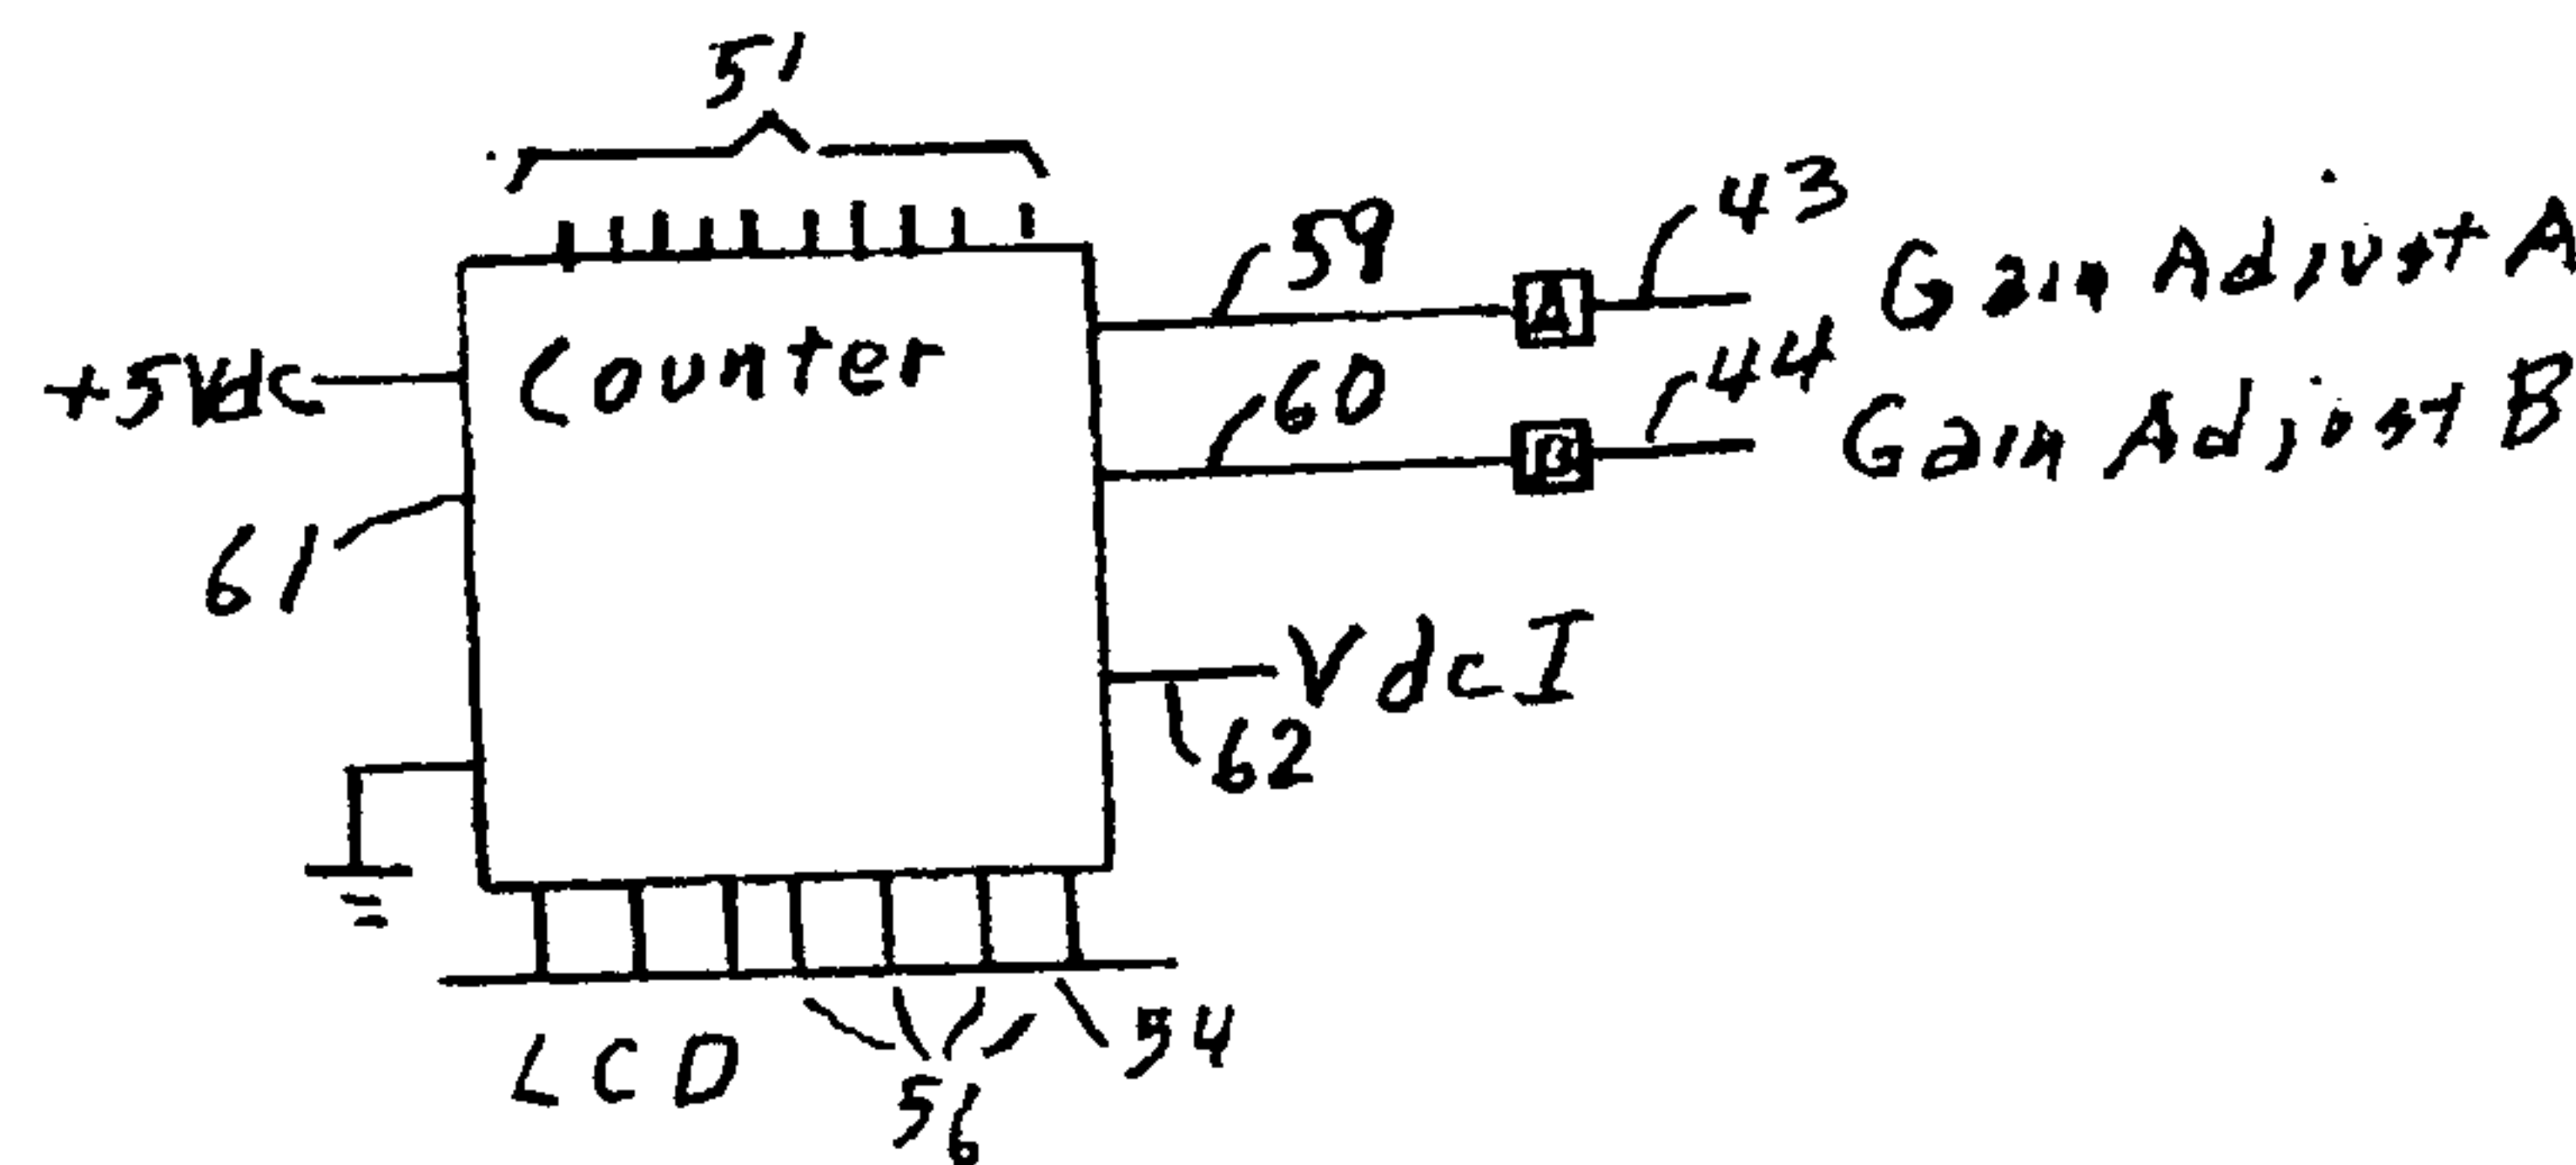 51
59
43
A
Gain Adjust A
+5Vdc
Counter
60
44
B
Gain Adjust B
61
VdcI
62
LCD
56
54